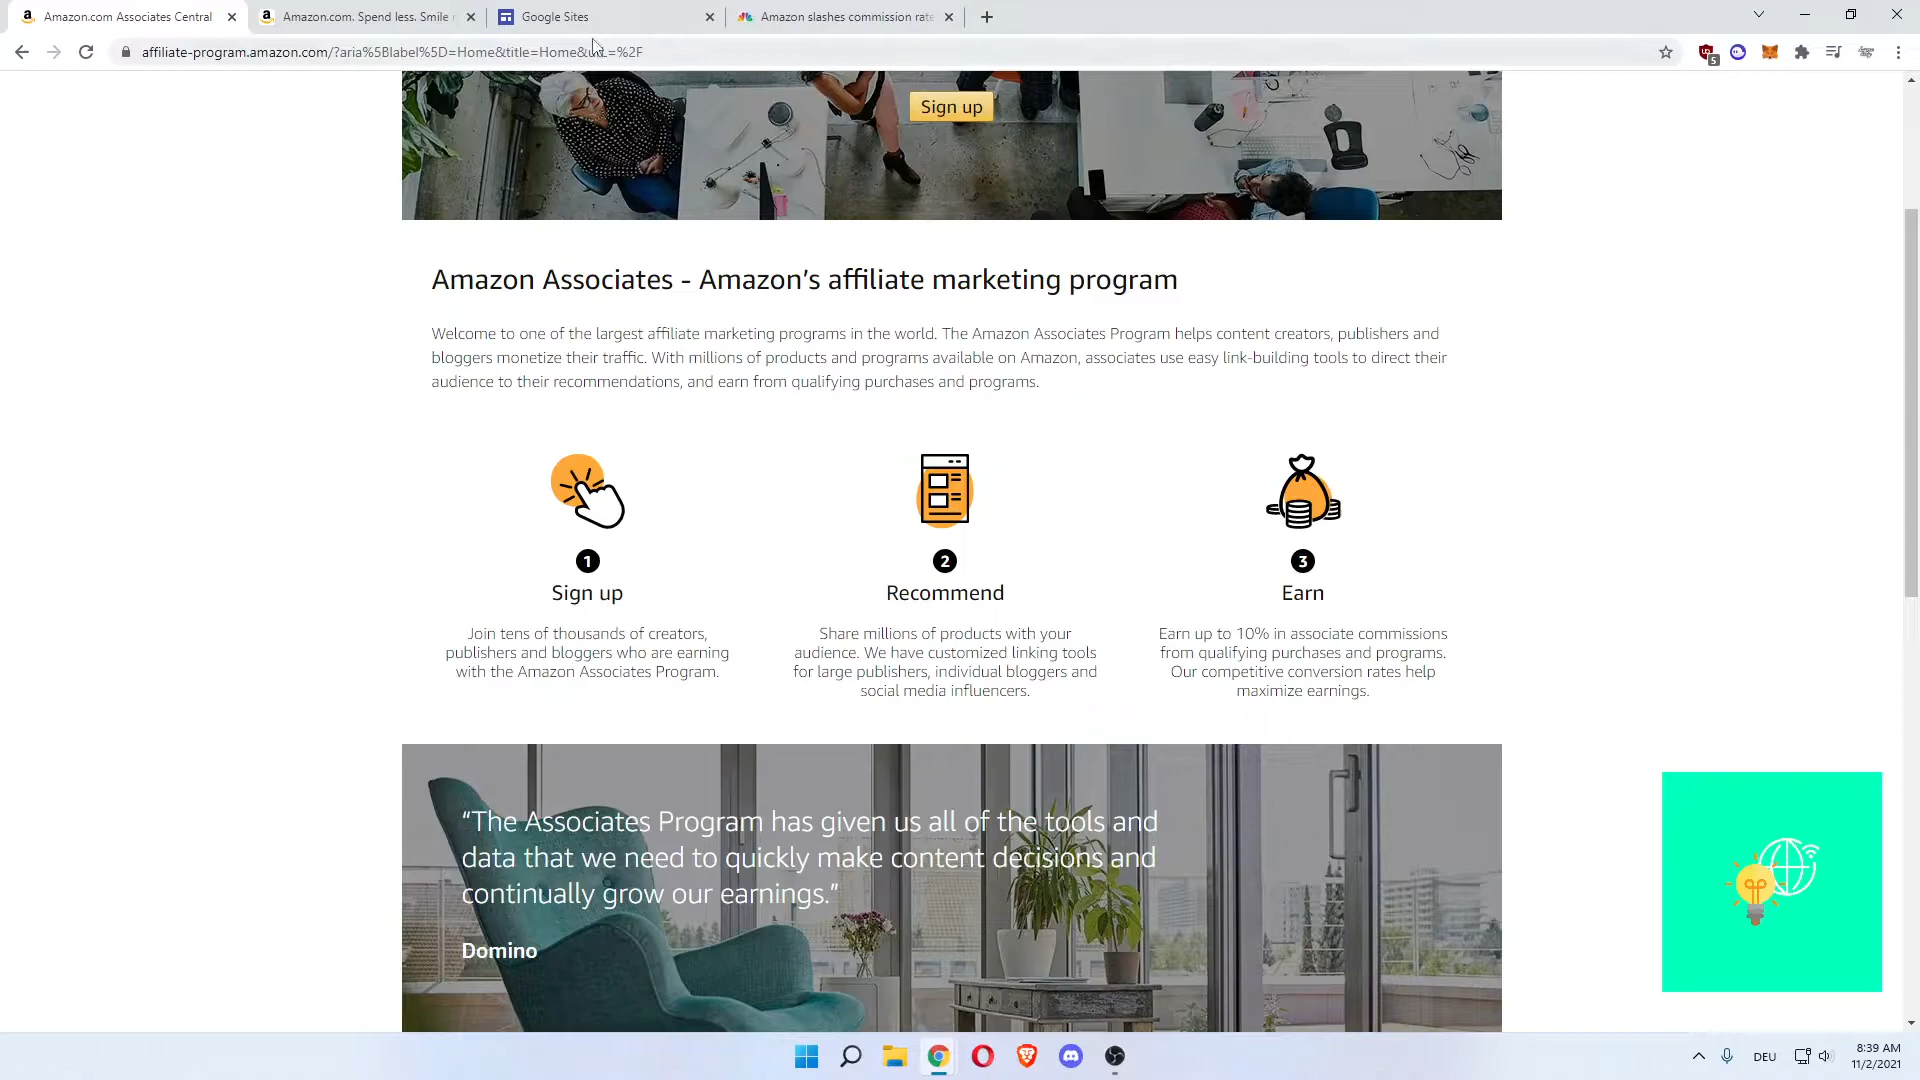 Amazon.com Associates Central
Amazon.com. Spend less. Smile
Google Sites
Amazon slashes commission rate
affiliate-program.amazon.com/?aria%5Blabel%5D=Home&title=Home&url=%2F
5
Sign up
Amazon Associates - Amazon's affiliate marketing program
Welcome to one of the largest affiliate marketing programs in the world. The Amazon Associates Program helps content creators, publishers and
bloggers monetize their traffic. With millions of products and programs available on Amazon, associates use easy link-building tools to direct their
audience to their recommendations, and earn from qualifying purchases and programs.
1
Sign up
Join tens of thousands of creators,
publishers and bloggers who are earning
with the Amazon Associates Program.
2
Recommend
Share millions of products with your
audience. We have customized linking tools
for large publishers, individual bloggers and
social media influencers.
3
Earn
Earn up to 10% in associate commissions
from qualifying purchases and programs.
Our competitive conversion rates help
maximize earnings.
“The Associates Program has given us all of the tools and
data that we need to quickly make content decisions and
continually grow our earnings.”
Domino
DEU
8:39 AM
11/2/2021